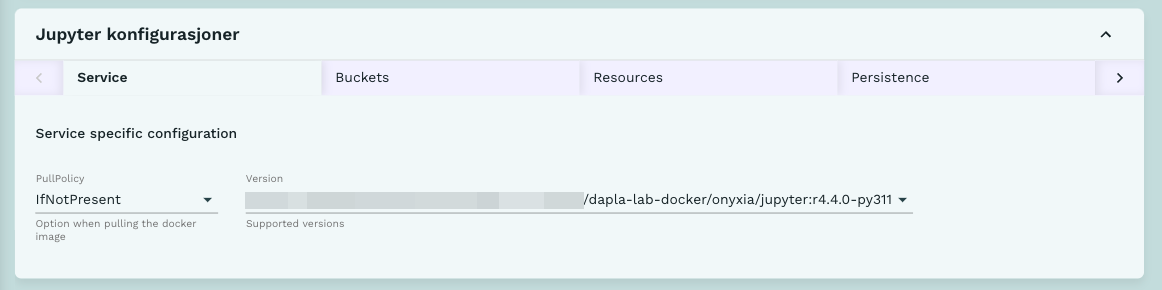 Jupyter konfigurasjoner
Service
Buckets
Resources
Persistence
Service specific configuration
PullPolicy
IfNotPresent
Option when pulling the docker
image
Version
/dapla-lab-docker/onyxia/jupyter:r4.4.0-py311
Supported versions